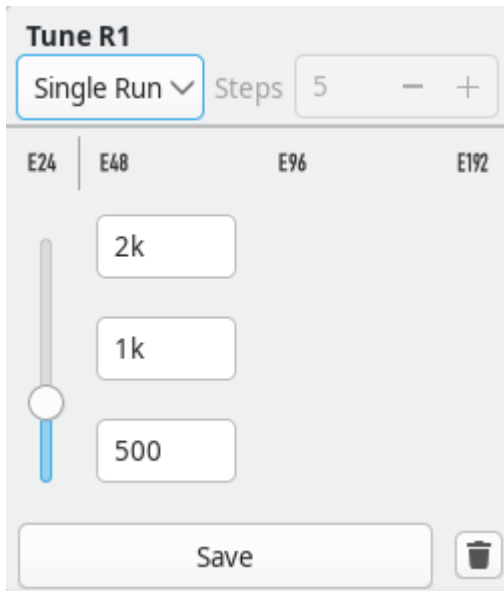 Tune R1
Single Run Steps 5 − +
E24 E48 E96 E192
2k
1k
500
Save